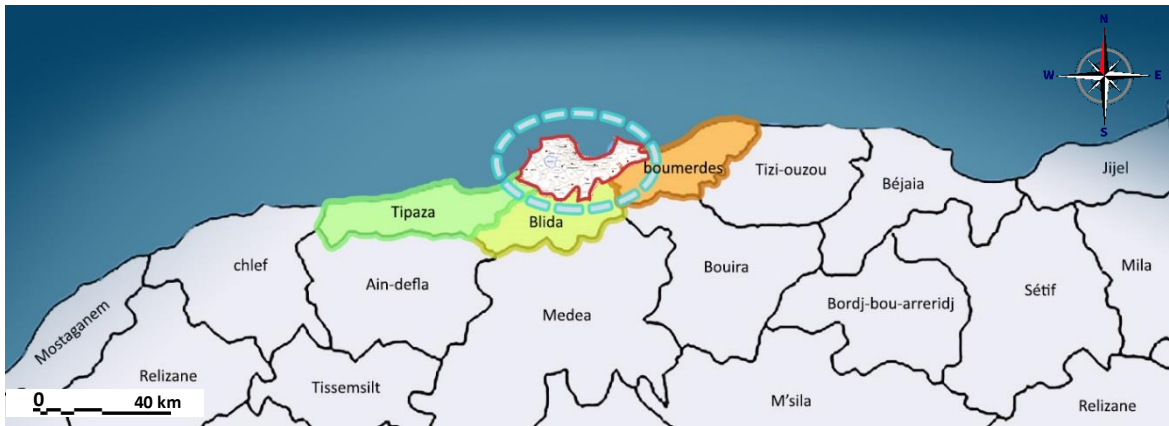 N
W E
S
boumerdes
Tizi-ouzou
Jijel
Béjaia
Tipaza
Blida
chlef
Ain-defla
Bouira
Mila
Medea
Bordj-bou-arreridj
Sétif
Mostaganem
Relizane
Tissemsilt
M'sila
Relizane
0 40 km